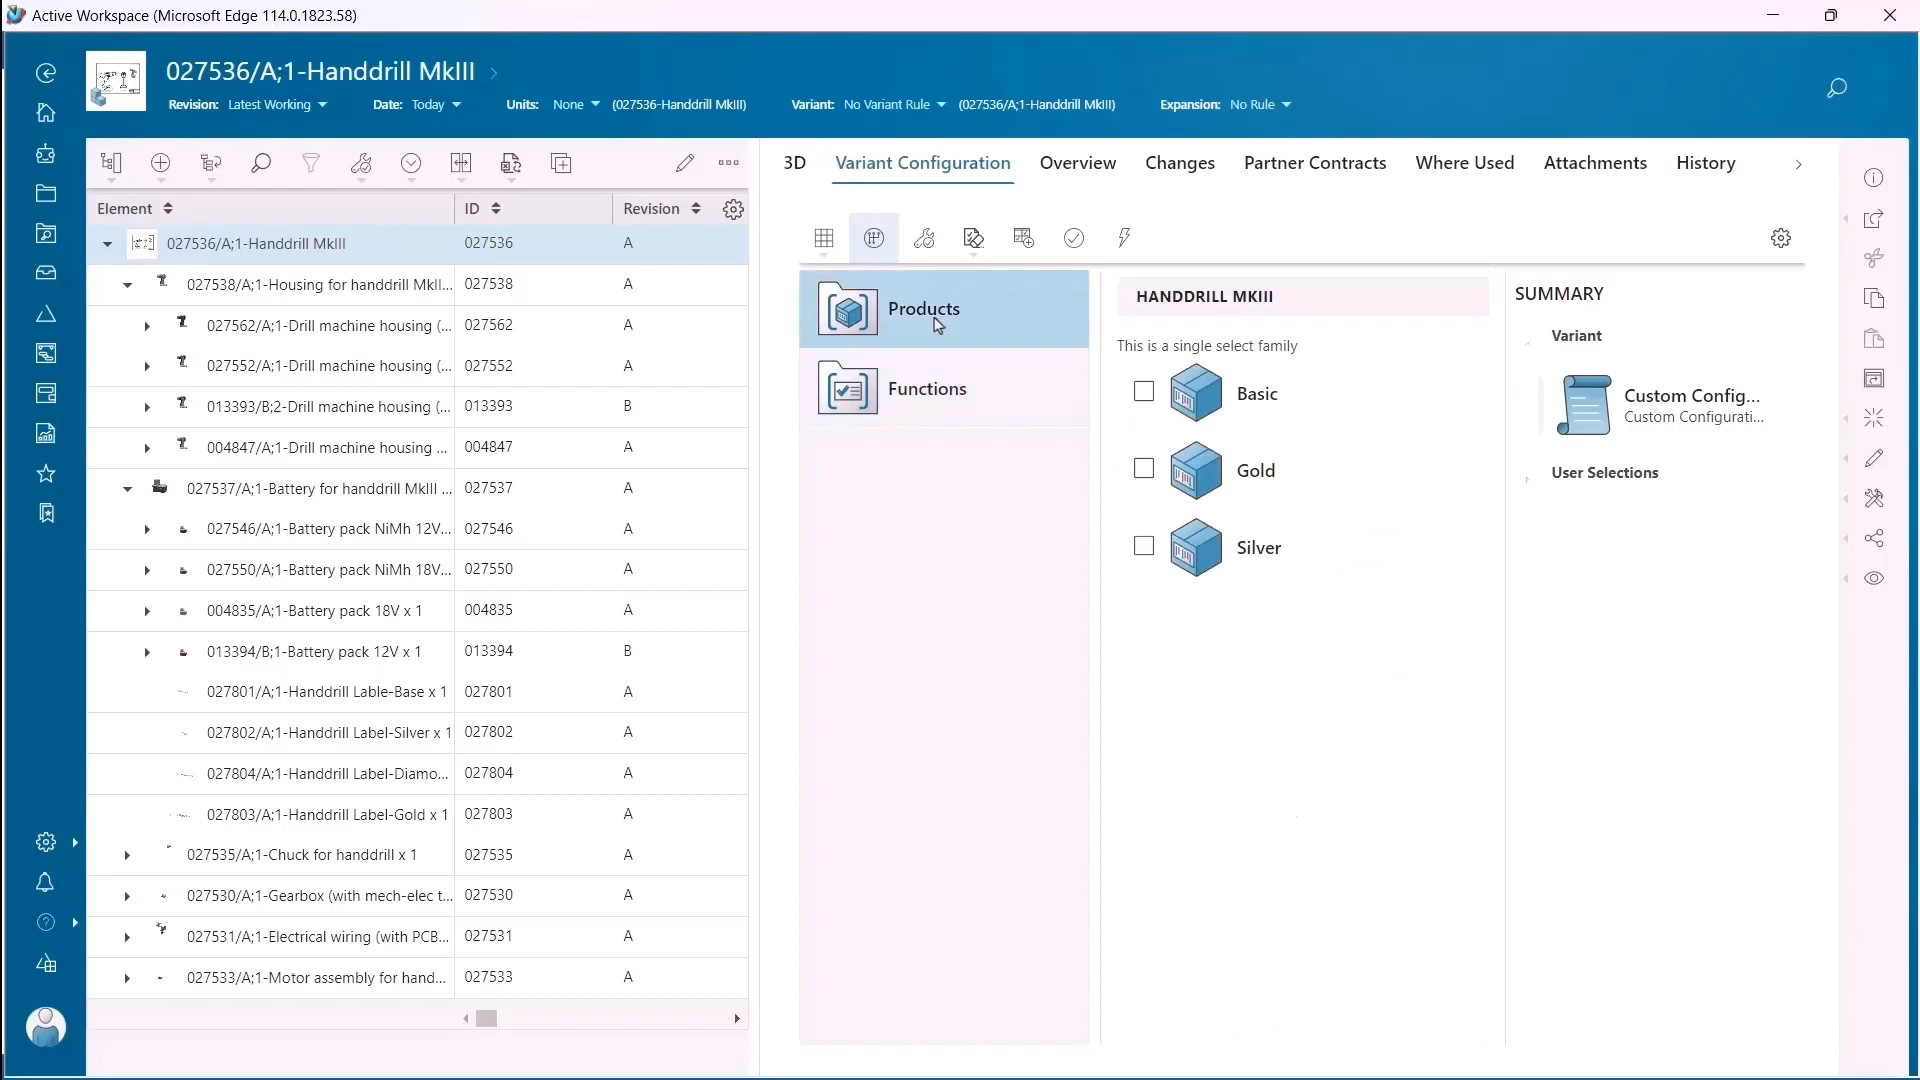 Active Workspace (Microsoft Edge 114.0.1823.58)
027536/A;1-Handdrill MkIII
Revision: Latest Working Date: Today Units: None (027536-Handdrill MkIII) Variant: No Variant Rule (027536/A;1-Handdrill MkIII) Expansion: No Rule
3D Variant Configuration Overview Changes Partner Contracts Where Used Attachments History
Element ID Revision
027536/A;1-Handdrill MkIII 027536 A
027538/A;1-Housing for handdrill MkII... 027538 A
027562/A;1-Drill machine housing (... 027562 A
027552/A;1-Drill machine housing (... 027552 A
013393/B;2-Drill machine housing (... 013393 B
004847/A;1-Drill machine housing ... 004847 A
027537/A;1-Battery for handdrill MkIII ... 027537 A
027546/A;1-Battery pack NiMh 12V... 027546 A
027550/A;1-Battery pack NiMh 18V... 027550 A
004835/A;1-Battery pack 18V x 1 004835 A
013394/B;1-Battery pack 12V x 1 013394 B
027801/A;1-Handdrill Lable-Base x 1 027801 A
027802/A;1-Handdrill Label-Silver x 1 027802 A
027804/A;1-Handdrill Label-Diamo... 027804 A
027803/A;1-Handdrill Label-Gold x 1 027803 A
027535/A;1-Chuck for handdrill x 1 027535 A
027530/A;1-Gearbox (with mech-elec t... 027530 A
027531/A;1-Electrical wiring (with PCB... 027531 A
027533/A;1-Motor assembly for hand... 027533 A
Products
Functions
HANDDRILL MKIII
This is a single select family
Basic
Gold
Silver
SUMMARY
Variant
Custom Config...
Custom Configurati...
User Selections